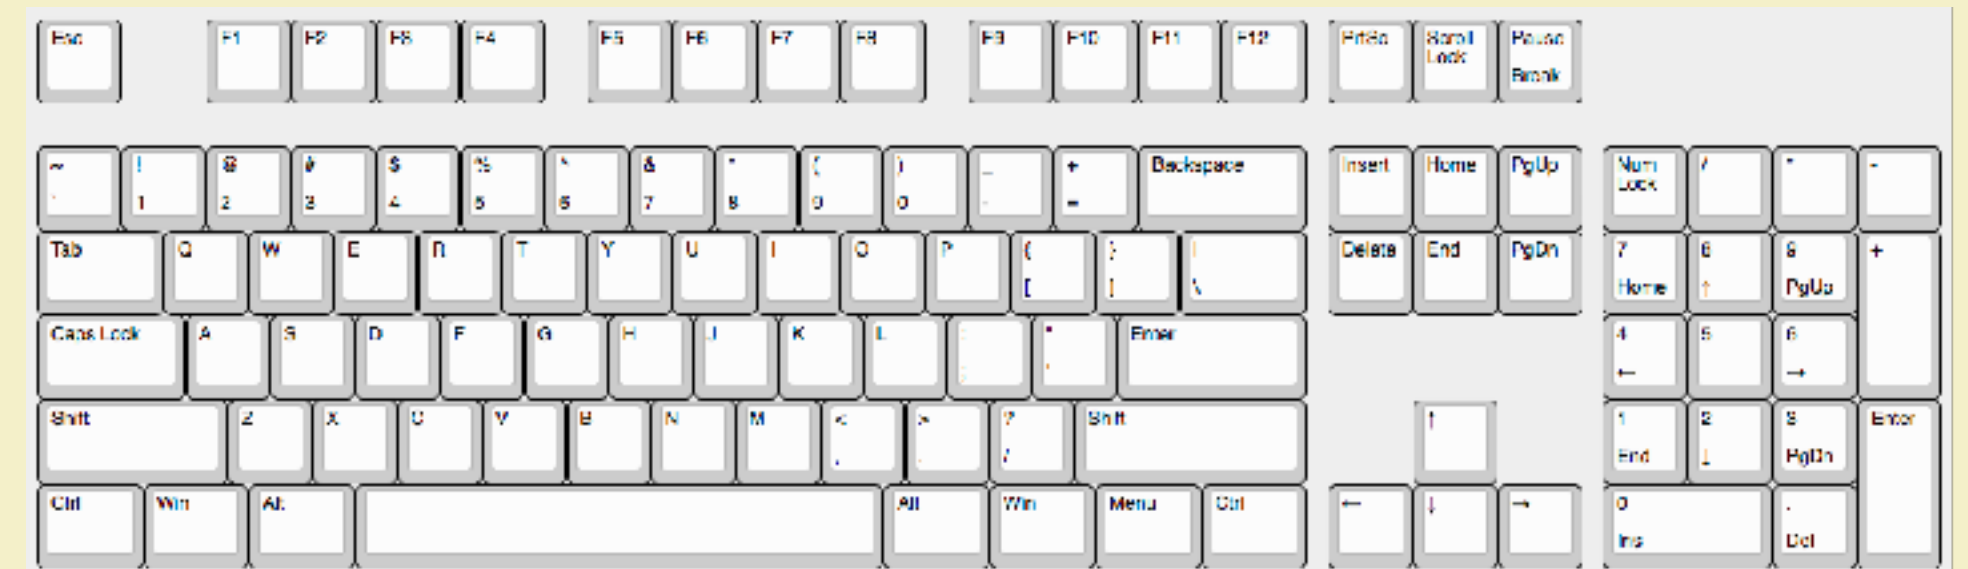 Esc F1 F2 F3 F4 F5 F6 F7 F8 F9 F10 F11 F12 PrtSc Scroll Pause
Lock
Break
~ ! @ # $ % ^ & * ( ) _ + Backspace Insert Home PgUp Num / * -
Lock
` 1 2 3 4 5 6 7 8 9 0 - =
Tab Q W E R T Y U I O P { } | Delete End PgDn 7 8 9 +
[ ] \ Home ↑ PgUp
Caps Lock A S D F G H J K L : " Enter 4 5 6
; ' ← →
Shift Z X C V B N M < > ? Shift ↑ 1 2 3 Enter
, . / End ↓ PgDn
Ctrl Win Alt Alt Win Menu Ctrl ← ↓ → 0 .
Ins Del